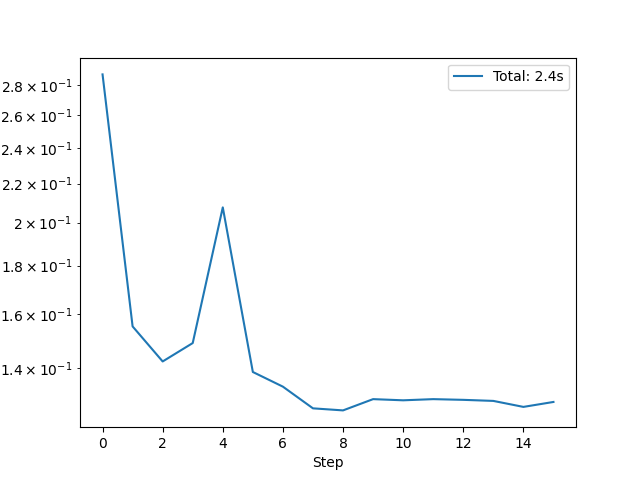 Total: 2.4s
2.8 × 10⁻¹
2.6 × 10⁻¹
2.4 × 10⁻¹
2.2 × 10⁻¹
2 × 10⁻¹
1.8 × 10⁻¹
1.6 × 10⁻¹
1.4 × 10⁻¹
0 2 4 6 8 10 12 14
Step